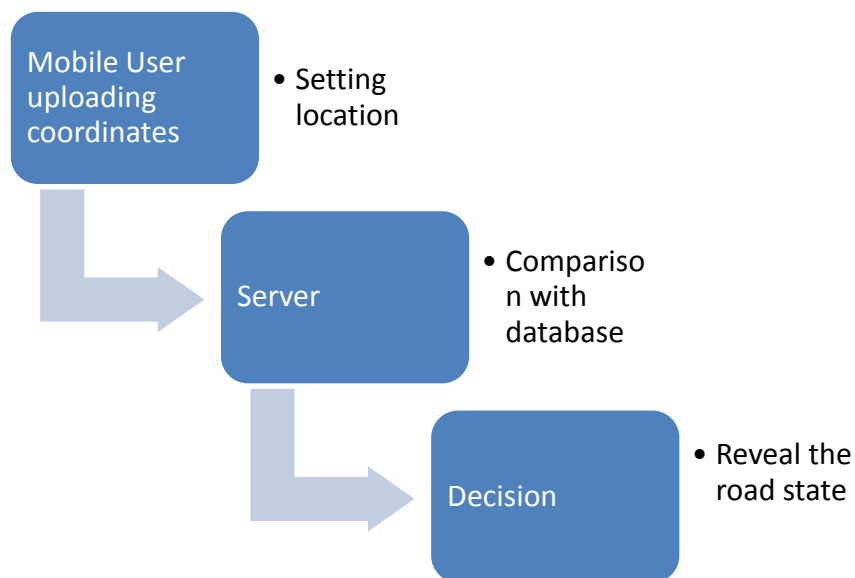 Mobile User
uploading
coordinates
• Setting
location
Server
• Compariso
n with
database
Decision
• Reveal the
road state